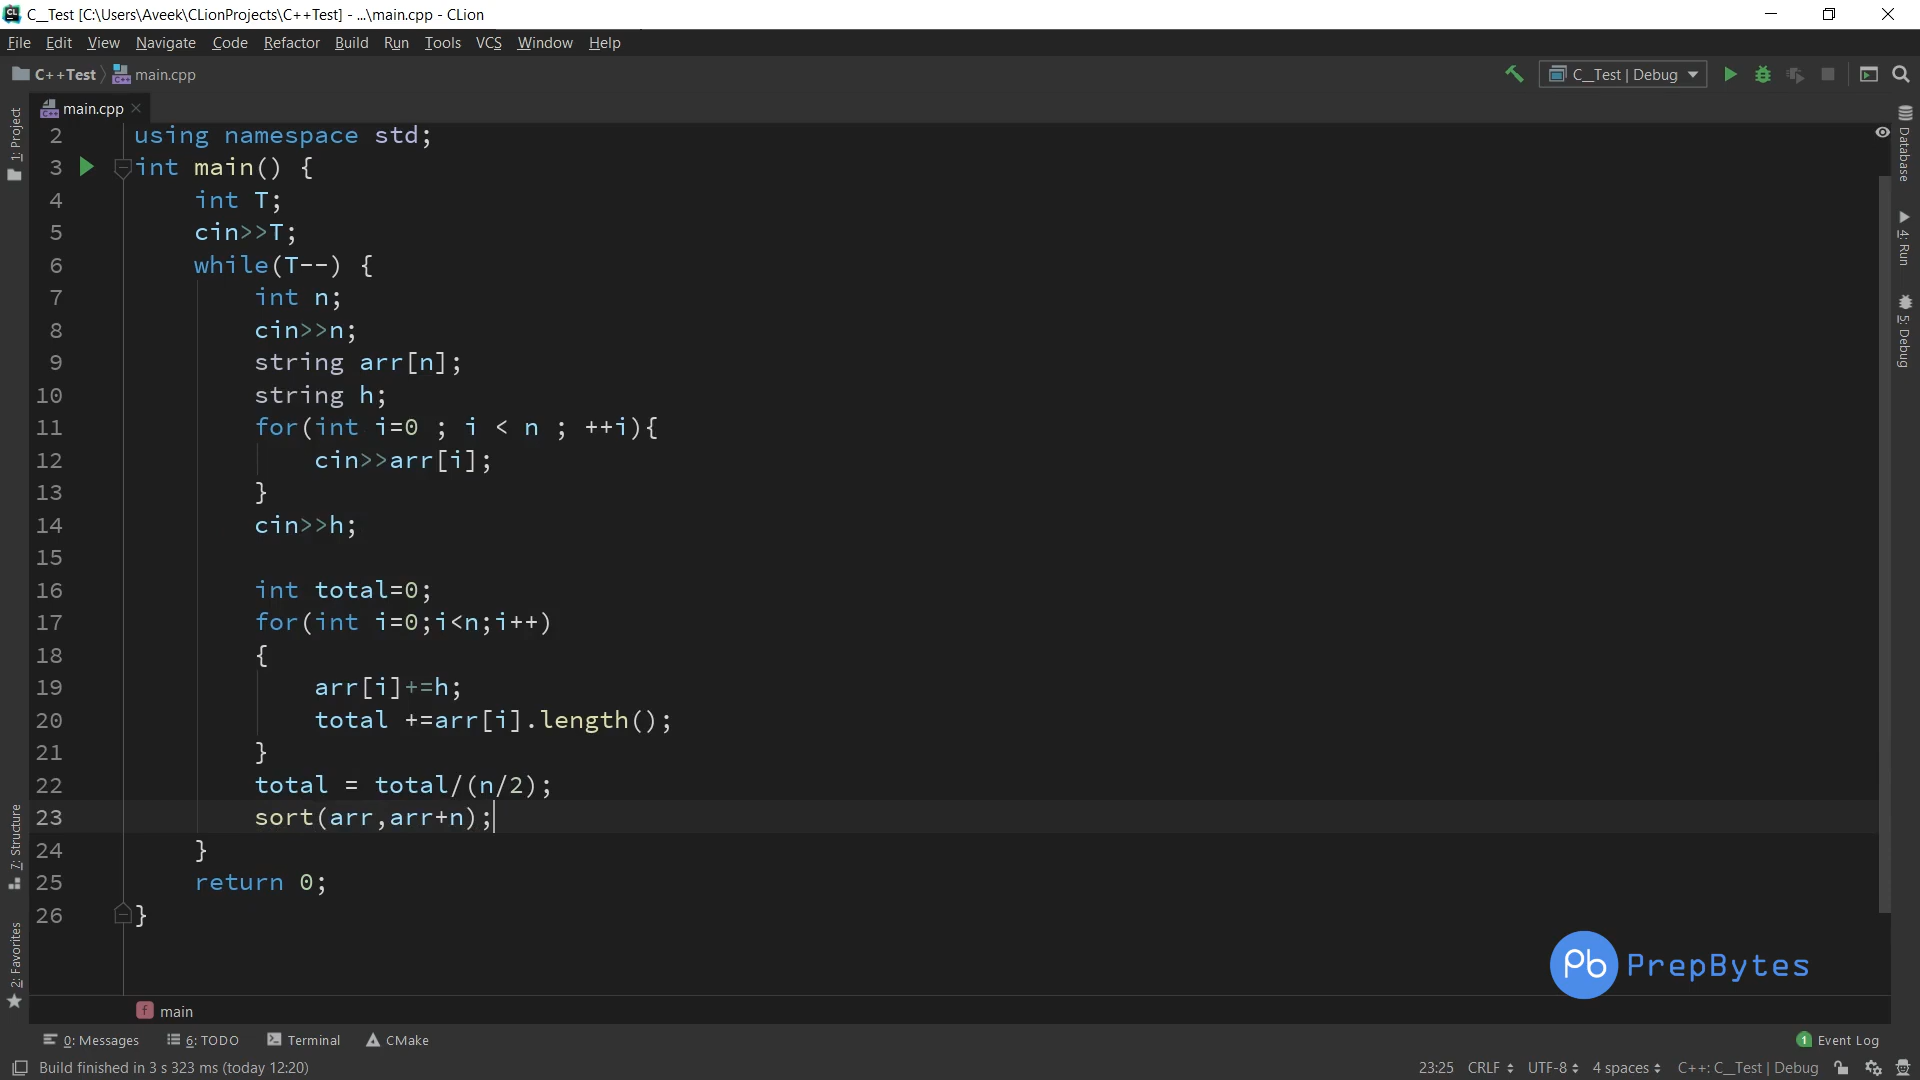 C__Test [C:\Users\Aveek\CLionProjects\C++Test] - ...\main.cpp - CLion
File Edit View Navigate Code Refactor Build Run Tools VCS Window Help
C++Test main.cpp
C__Test | Debug
main.cpp
1: Project
Database
4: Run
5: Debug
2 using namespace std;
3 int main() {
4 int T;
5 cin>>T;
6 while(T--) {
7 int n;
8 cin>>n;
9 string arr[n];
10 string h;
11 for(int i=0 ; i < n ; ++i){
12 cin>>arr[i];
13 }
14 cin>>h;
15
16 int total=0;
17 for(int i=0;i<n;i++)
18 {
19 arr[i]+=h;
20 total +=arr[i].length();
21 }
22 total = total/(n/2);
23 sort(arr,arr+n);
24 }
25 return 0;
26 }
7: Structure
2: Favorites
Pb PrepBytes
f main
0: Messages 6: TODO Terminal CMake
1 Event Log
Build finished in 3 s 323 ms (today 12:20)
23:25 CRLF UTF-8 4 spaces C++: C__Test | Debug